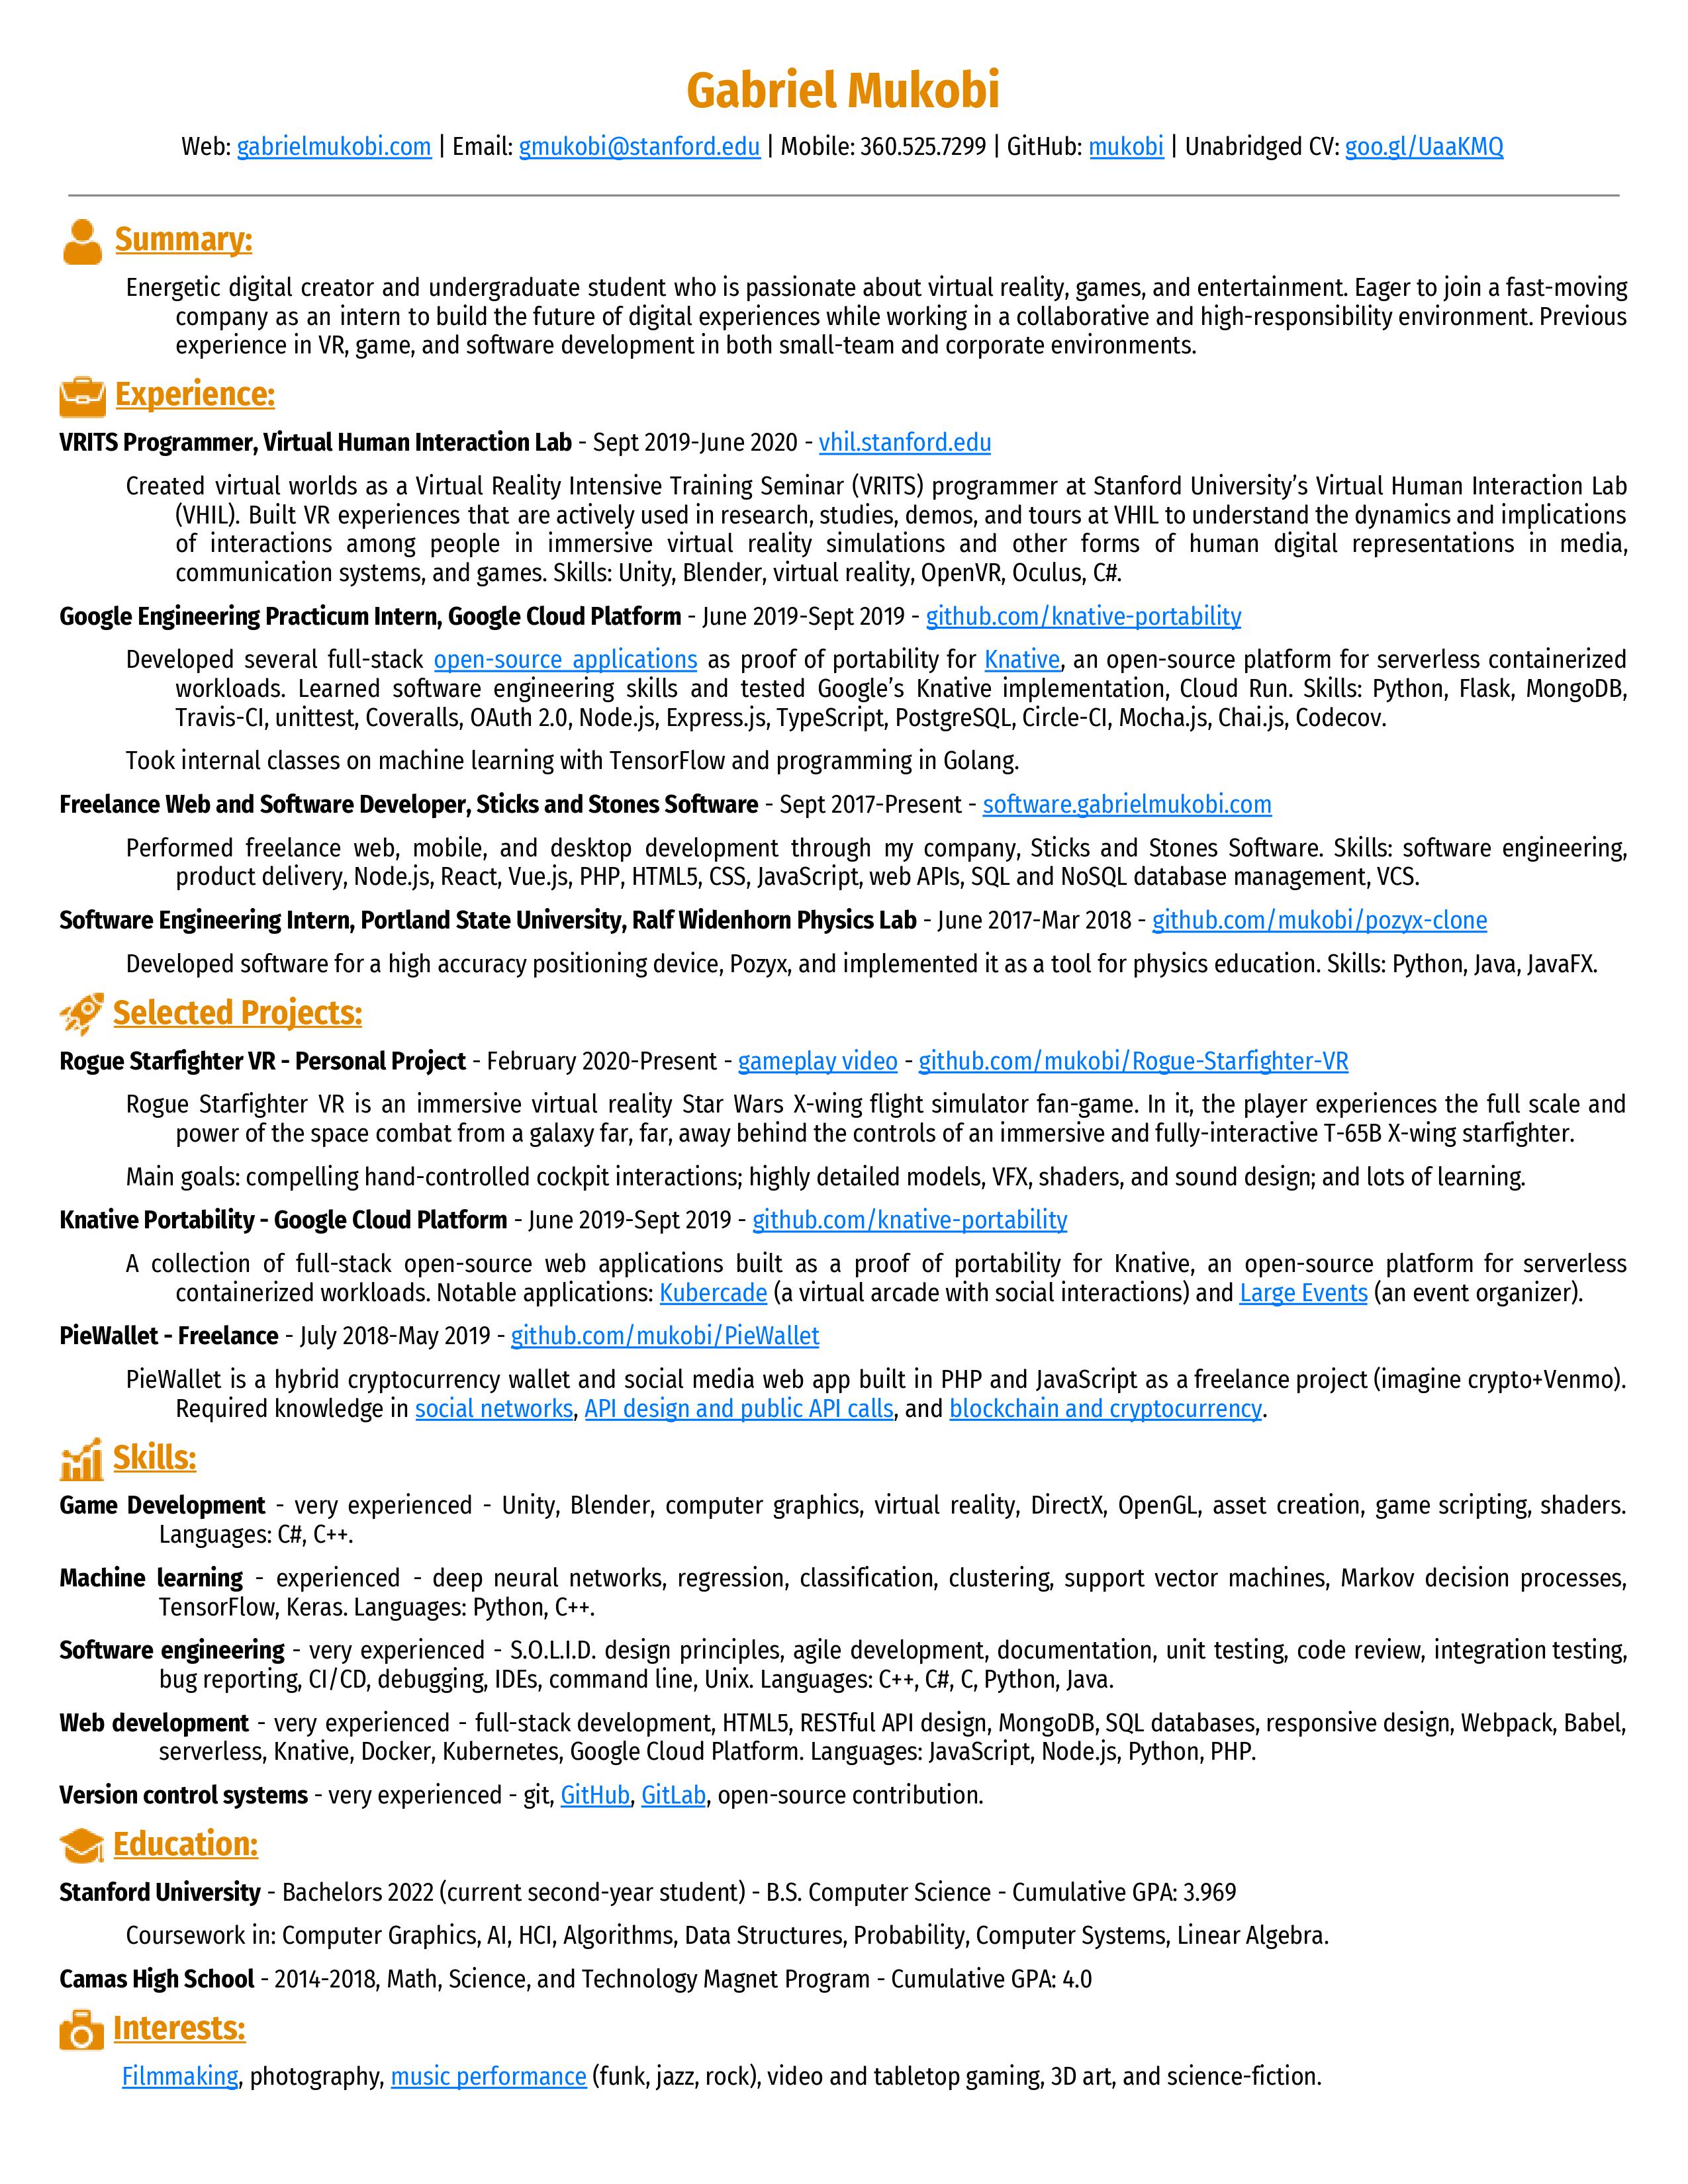 Gabriel Mukobi
Web: gabrielmukobi.com | Email: gmukobi@stanford.edu | Mobile: 360.525.7299 | GitHub: mukobi | Unabridged CV: goo.gl/UaaKMQ
Summary:
Energetic digital creator and undergraduate student who is passionate about virtual reality, games, and entertainment. Eager to join a fast-moving
company as an intern to build the future of digital experiences while working in a collaborative and high-responsibility environment. Previous
experience in VR, game, and software development in both small-team and corporate environments.
Experience:
VRITS Programmer, Virtual Human Interaction Lab - Sept 2019-June 2020 - vhil.stanford.edu
Created virtual worlds as a Virtual Reality Intensive Training Seminar (VRITS) programmer at Stanford University’s Virtual Human Interaction Lab
(VHIL). Built VR experiences that are actively used in research, studies, demos, and tours at VHIL to understand the dynamics and implications
of interactions among people in immersive virtual reality simulations and other forms of human digital representations in media,
communication systems, and games. Skills: Unity, Blender, virtual reality, OpenVR, Oculus, C#.
Google Engineering Practicum Intern, Google Cloud Platform - June 2019-Sept 2019 - github.com/knative-portability
Developed several full-stack open-source applications as proof of portability for Knative, an open-source platform for serverless containerized
workloads. Learned software engineering skills and tested Google’s Knative implementation, Cloud Run. Skills: Python, Flask, MongoDB,
Travis-CI, unittest, Coveralls, OAuth 2.0, Node.js, Express.js, TypeScript, PostgreSQL, Circle-CI, Mocha.js, Chai.js, Codecov.
Took internal classes on machine learning with TensorFlow and programming in Golang.
Freelance Web and Software Developer, Sticks and Stones Software - Sept 2017-Present - software.gabrielmukobi.com
Performed freelance web, mobile, and desktop development through my company, Sticks and Stones Software. Skills: software engineering,
product delivery, Node.js, React, Vue.js, PHP, HTML5, CSS, JavaScript, web APIs, SQL and NoSQL database management, VCS.
Software Engineering Intern, Portland State University, Ralf Widenhorn Physics Lab - June 2017-Mar 2018 - github.com/mukobi/pozyx-clone
Developed software for a high accuracy positioning device, Pozyx, and implemented it as a tool for physics education. Skills: Python, Java, JavaFX.
Selected Projects:
Rogue Starfighter VR - Personal Project - February 2020-Present - gameplay video - github.com/mukobi/Rogue-Starfighter-VR
Rogue Starfighter VR is an immersive virtual reality Star Wars X-wing flight simulator fan-game. In it, the player experiences the full scale and
power of the space combat from a galaxy far, far, away behind the controls of an immersive and fully-interactive T-65B X-wing starfighter.
Main goals: compelling hand-controlled cockpit interactions; highly detailed models, VFX, shaders, and sound design; and lots of learning.
Knative Portability - Google Cloud Platform - June 2019-Sept 2019 - github.com/knative-portability
A collection of full-stack open-source web applications built as a proof of portability for Knative, an open-source platform for serverless
containerized workloads. Notable applications: Kubercade (a virtual arcade with social interactions) and Large Events (an event organizer).
PieWallet - Freelance - July 2018-May 2019 - github.com/mukobi/PieWallet
PieWallet is a hybrid cryptocurrency wallet and social media web app built in PHP and JavaScript as a freelance project (imagine crypto+Venmo).
Required knowledge in social networks, API design and public API calls, and blockchain and cryptocurrency.
Skills:
Game Development - very experienced - Unity, Blender, computer graphics, virtual reality, DirectX, OpenGL, asset creation, game scripting, shaders.
Languages: C#, C++.
Machine learning - experienced - deep neural networks, regression, classification, clustering, support vector machines, Markov decision processes,
TensorFlow, Keras. Languages: Python, C++.
Software engineering - very experienced - S.O.L.I.D. design principles, agile development, documentation, unit testing, code review, integration testing,
bug reporting, CI/CD, debugging, IDEs, command line, Unix. Languages: C++, C#, C, Python, Java.
Web development - very experienced - full-stack development, HTML5, RESTful API design, MongoDB, SQL databases, responsive design, Webpack, Babel,
serverless, Knative, Docker, Kubernetes, Google Cloud Platform. Languages: JavaScript, Node.js, Python, PHP.
Version control systems - very experienced - git, GitHub, GitLab, open-source contribution.
Education:
Stanford University - Bachelors 2022 (current second-year student) - B.S. Computer Science - Cumulative GPA: 3.969
Coursework in: Computer Graphics, AI, HCI, Algorithms, Data Structures, Probability, Computer Systems, Linear Algebra.
Camas High School - 2014-2018, Math, Science, and Technology Magnet Program - Cumulative GPA: 4.0
Interests:
Filmmaking, photography, music performance (funk, jazz, rock), video and tabletop gaming, 3D art, and science-fiction.